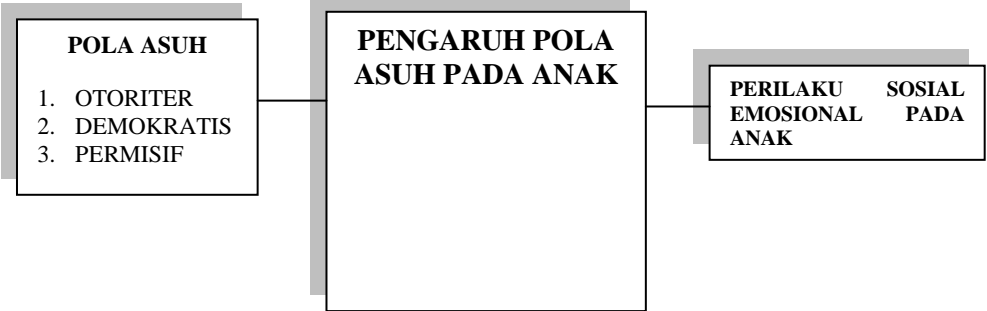 POLA ASUH
1. OTORITER
2. DEMOKRATIS
3. PERMISIF
PENGARUH POLA
ASUH PADA ANAK
PERILAKU SOSIAL
EMOSIONAL PADA
ANAK